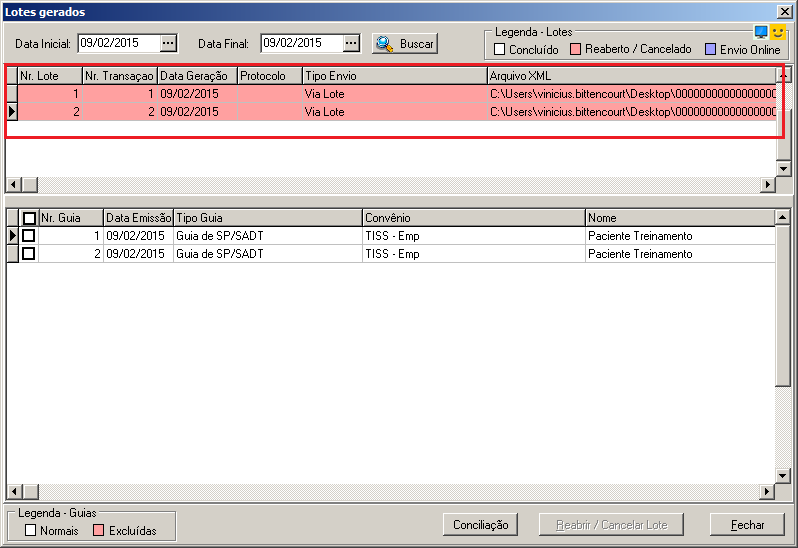 Lotes gerados
Data Inicial: 09/02/2015 ... Data Final: 09/02/2015 ... Buscar
Legenda - Lotes
Concluído Reaberto / Cancelado Envio Online
Nr. Lote Nr. Transaçao Data Geração Protocolo Tipo Envio Arquivo XML
1 1 09/02/2015 Via Lote C:\Users\vinicius.bittencourt\Desktop\00000000000000000
2 2 09/02/2015 Via Lote C:\Users\vinicius.bittencourt\Desktop\00000000000000000
Nr. Guia Data Emissão Tipo Guia Convênio Nome
1 09/02/2015 Guia de SP/SADT TISS - Emp Paciente Treinamento
2 09/02/2015 Guia de SP/SADT TISS - Emp Paciente Treinamento
Legenda - Guias
Normais Excluídas
Conciliação Reabrir / Cancelar Lote Fechar